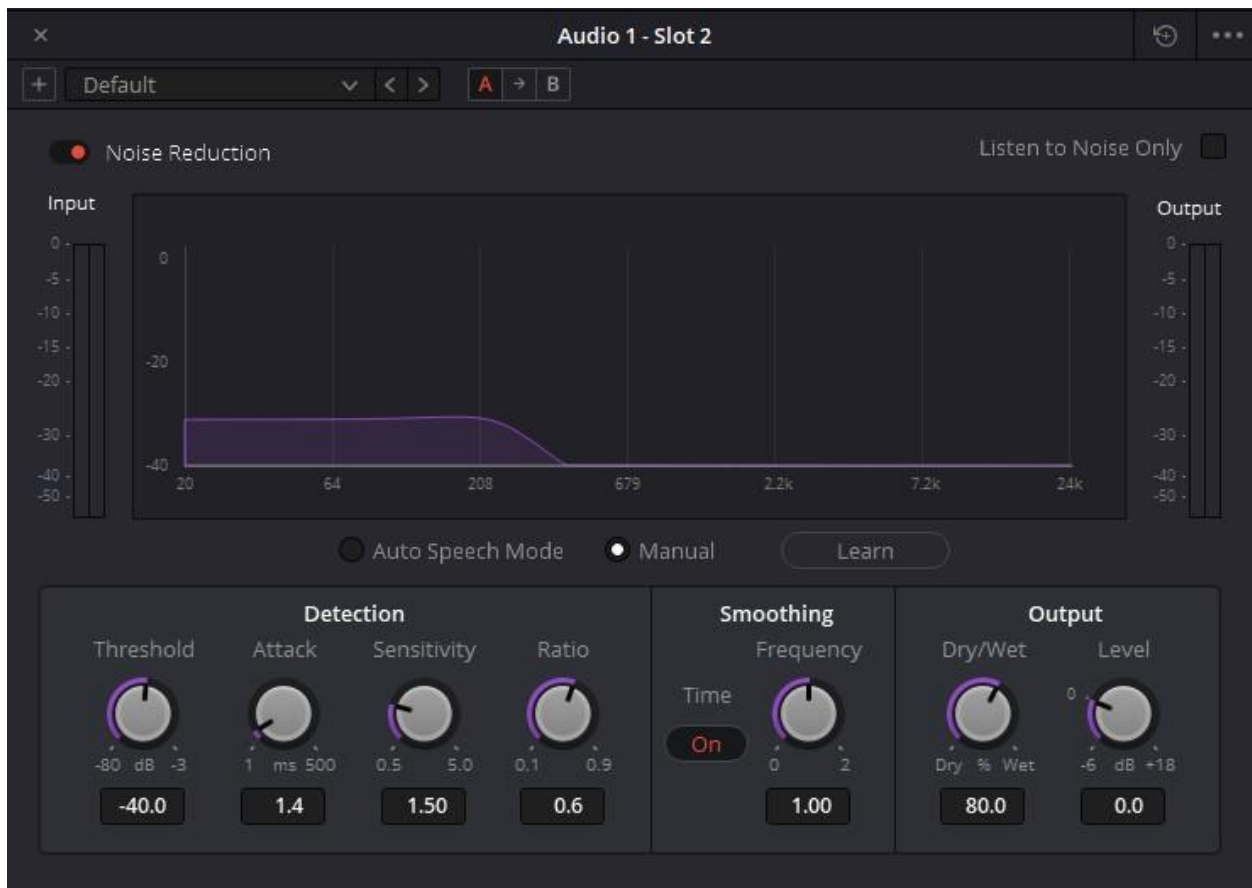 × Audio 1 - Slot 2
+ Default < > A → B
Noise Reduction Listen to Noise Only
Input Output
0 -5 -10 -15 -20 -30 -40 -50
0 -20 -40
20 64 208 679 2.2k 7.2k 24k
0 -5 -10 -15 -20 -30 -40 -50
Auto Speech Mode Manual Learn
Detection Smoothing Output
Threshold Attack Sensitivity Ratio Frequency Dry/Wet Level
Time
0
On
-80 dB -3 1 ms 500 0.5 5.0 0.1 0.9 0 2 Dry % Wet -6 dB +18
-40.0 1.4 1.50 0.6 1.00 80.0 0.0